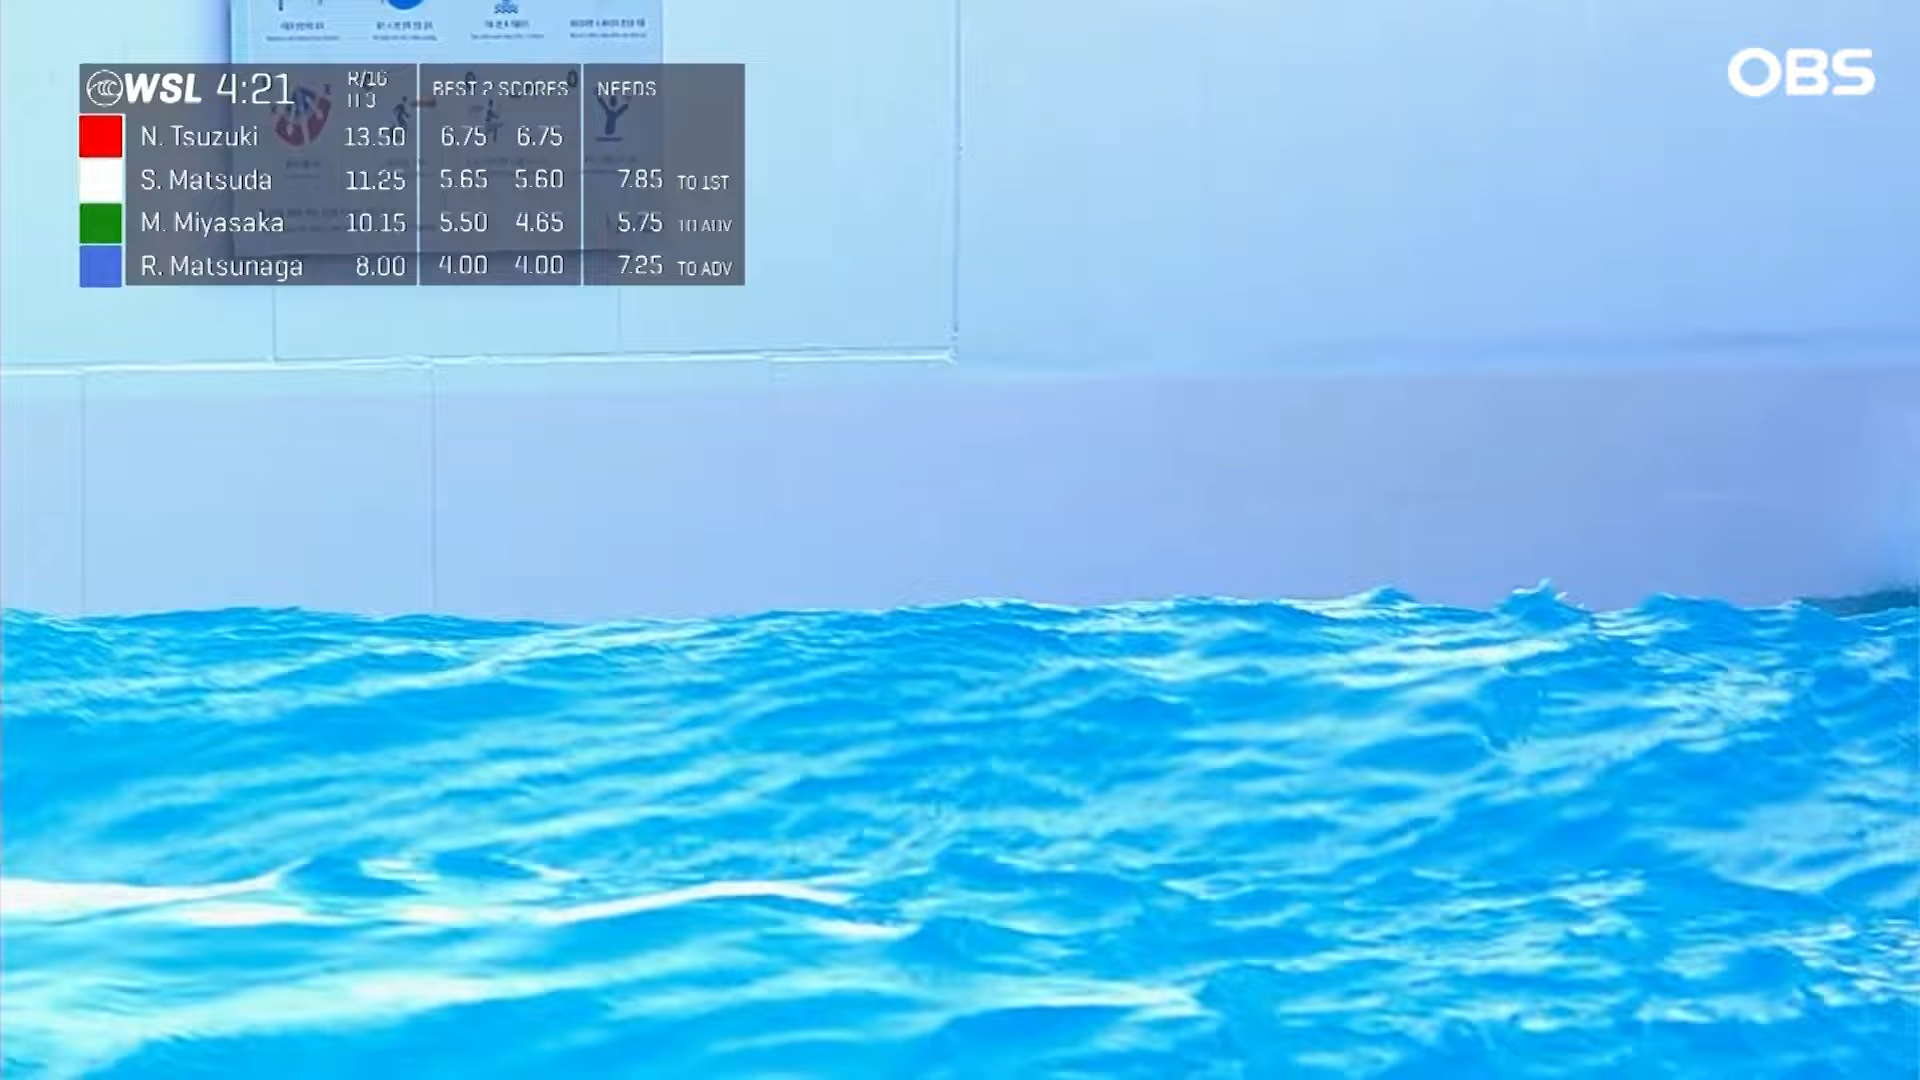 WSL 4:21 R/16 H 3 BEST 2 SCORES NEEDS
N. Tsuzuki 13.50 6.75 6.75
S. Matsuda 11.25 5.65 5.60 7.85 TO 1ST
M. Miyasaka 10.15 5.50 4.65 5.75 TO ADV
R. Matsunaga 8.00 4.00 4.00 7.25 TO ADV
OBS